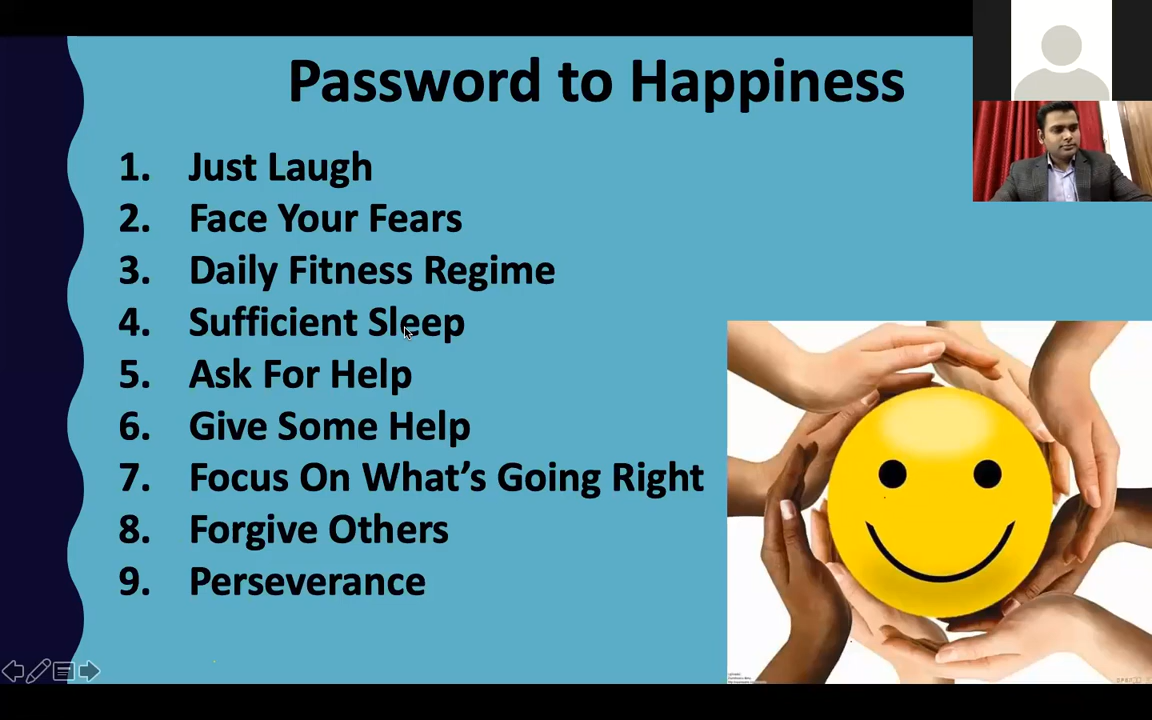 Password to Happiness
1. Just Laugh
2. Face Your Fears
3. Daily Fitness Regime
4. Sufficient Sleep
5. Ask For Help
6. Give Some Help
7. Focus On What's Going Right
8. Forgive Others
9. Perseverance